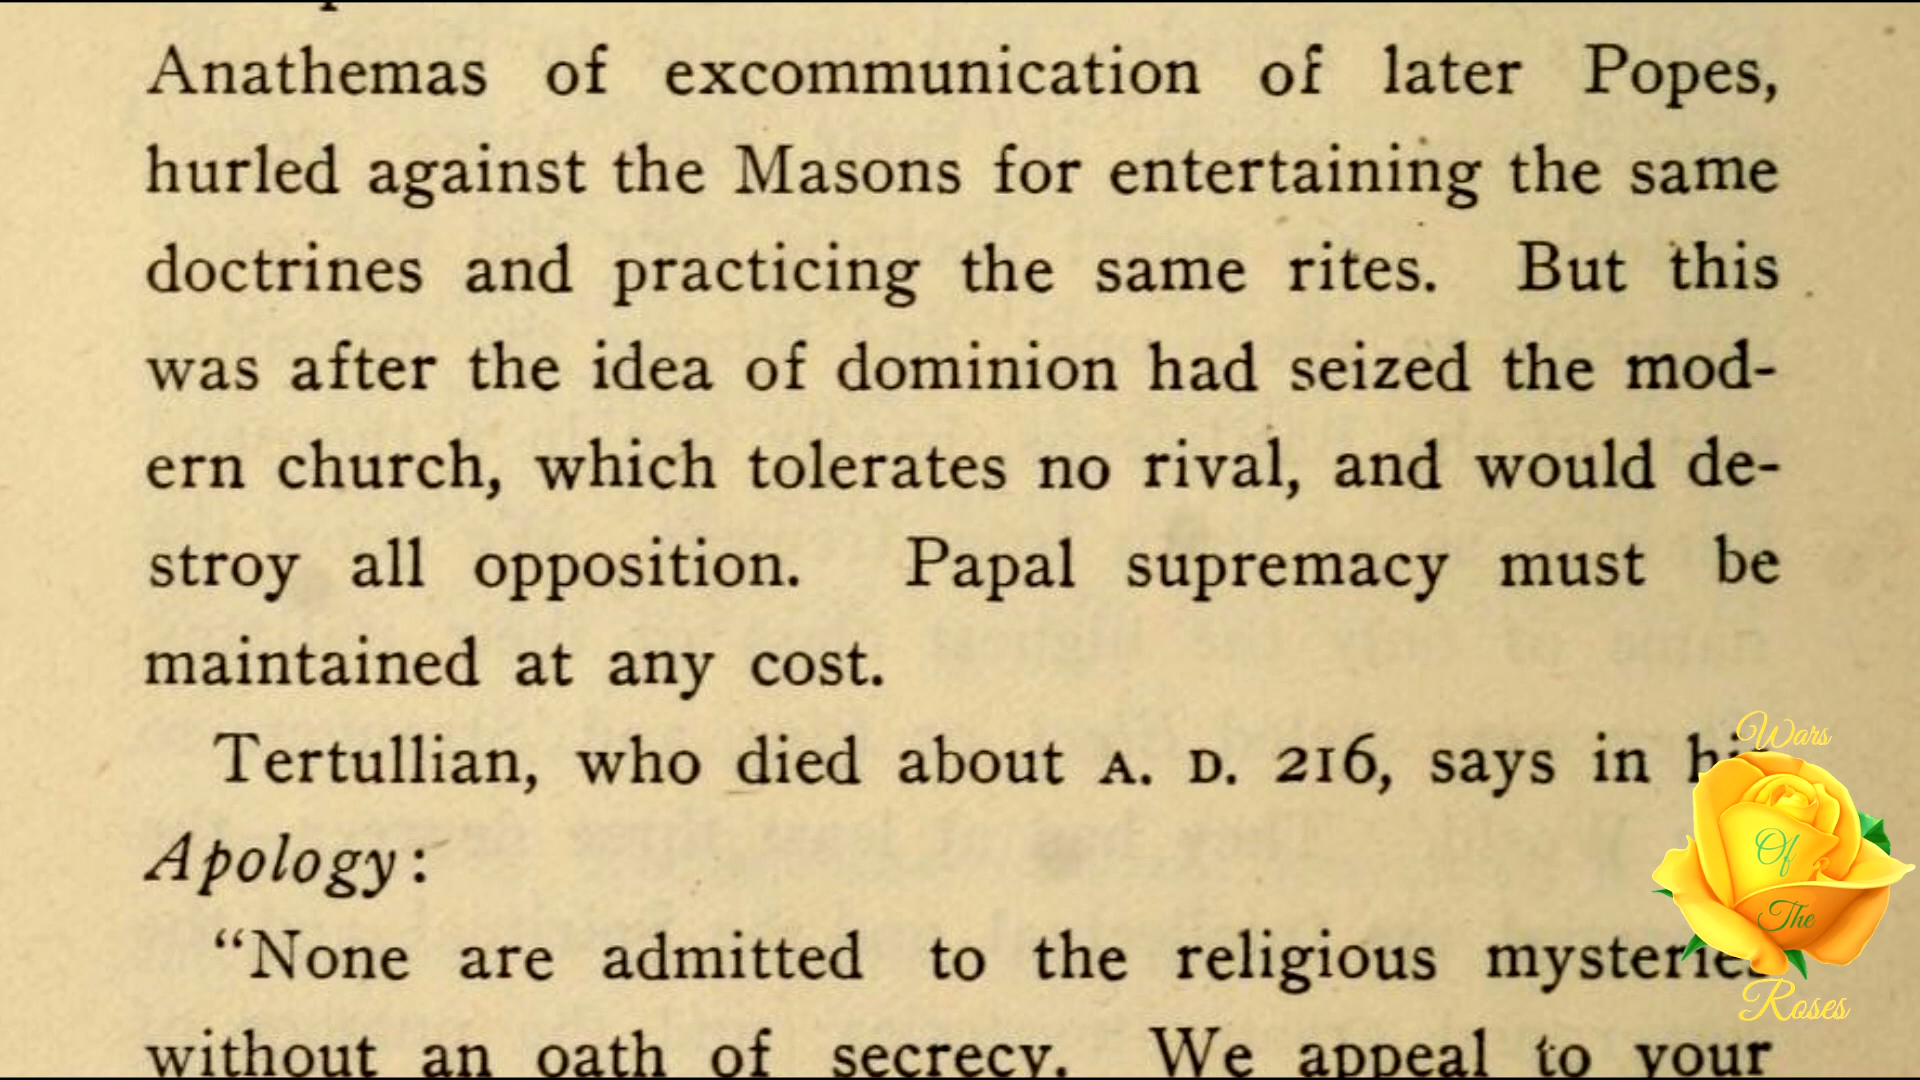 Anathemas of excommunication of later Popes,
hurled against the Masons for entertaining the same
doctrines and practicing the same rites. But this
was after the idea of dominion had seized the mod-
ern church, which tolerates no rival, and would de-
stroy all opposition. Papal supremacy must be
maintained at any cost.
Tertullian, who died about A. D. 216, says in
Apology:
“None are admitted to the religious mysteries
without an oath of secrecy. We appeal to your
Wars
Of
The
Roses